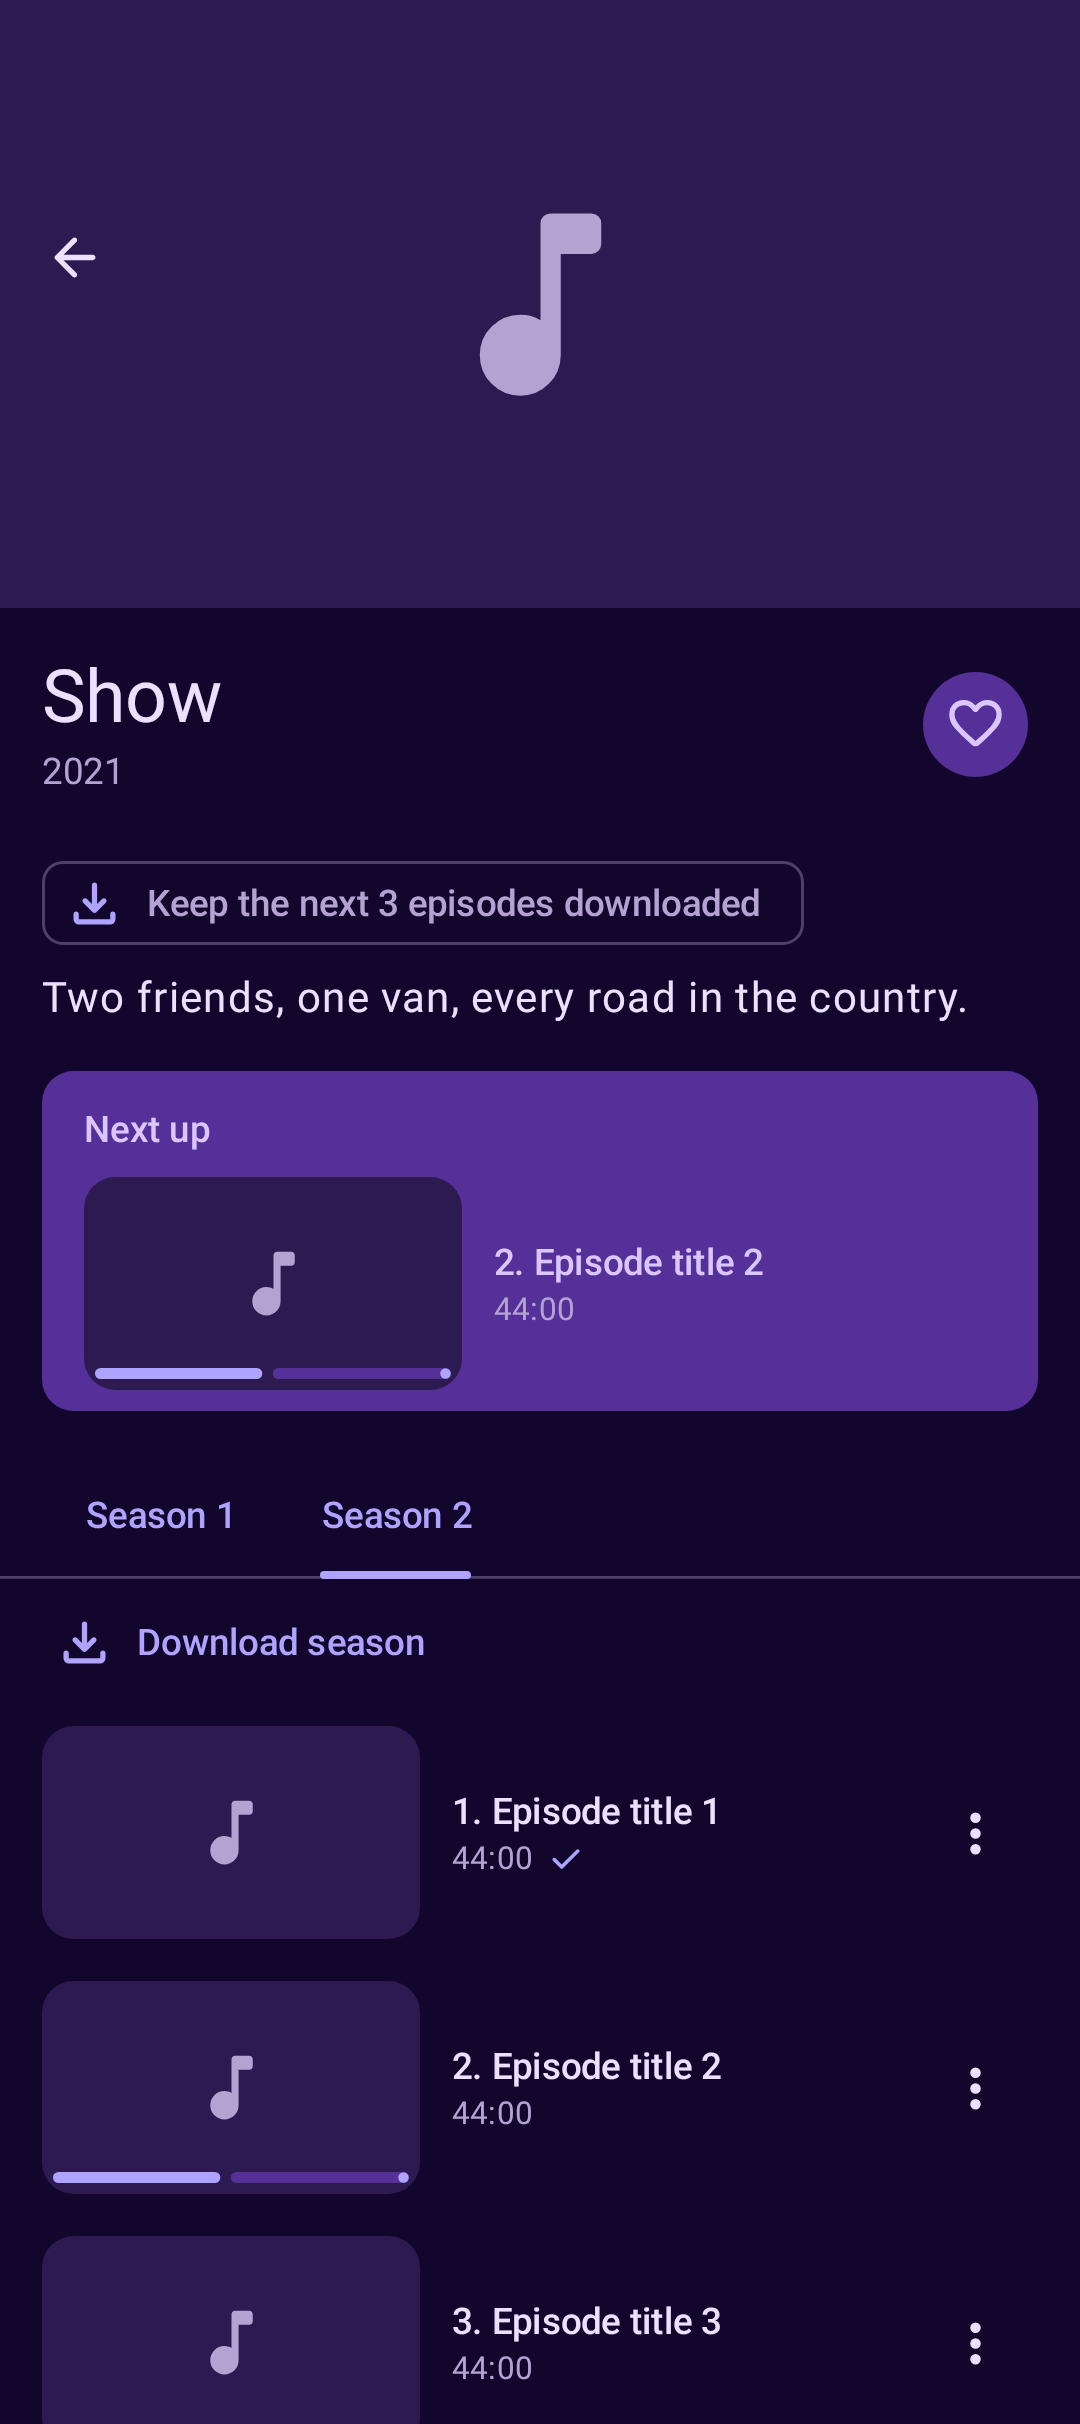 Show
2021
Keep the next 3 episodes downloaded
Two friends, one van, every road in the country.
Next up
2. Episode title 2
44:00
Season 1
Season 2
Download season
1. Episode title 1
44:00
2. Episode title 2
44:00
3. Episode title 3
44:00